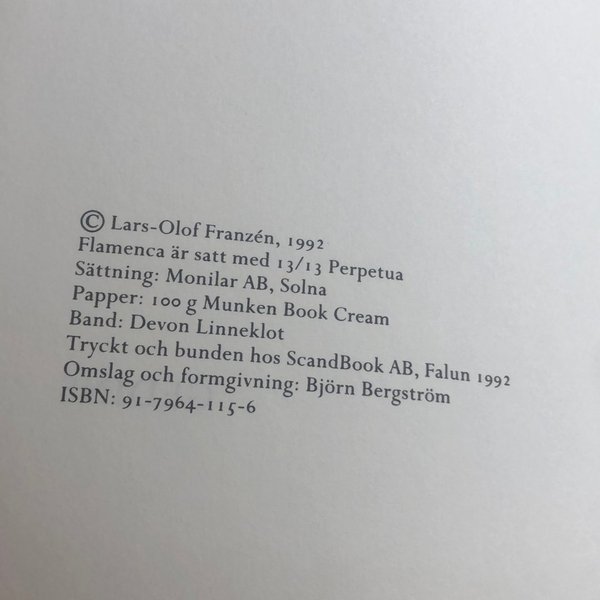 © Lars-Olof Franzén, 1992
Flamenca är satt med 13/13 Perpetua
Sättning: Monilar AB, Solna
Papper: 100 g Munken Book Cream
Band: Devon Linneklot
Tryckt och bunden hos ScandBook AB, Falun 1992
Omslag och formgivning: Björn Bergström
ISBN: 91-7964-115-6